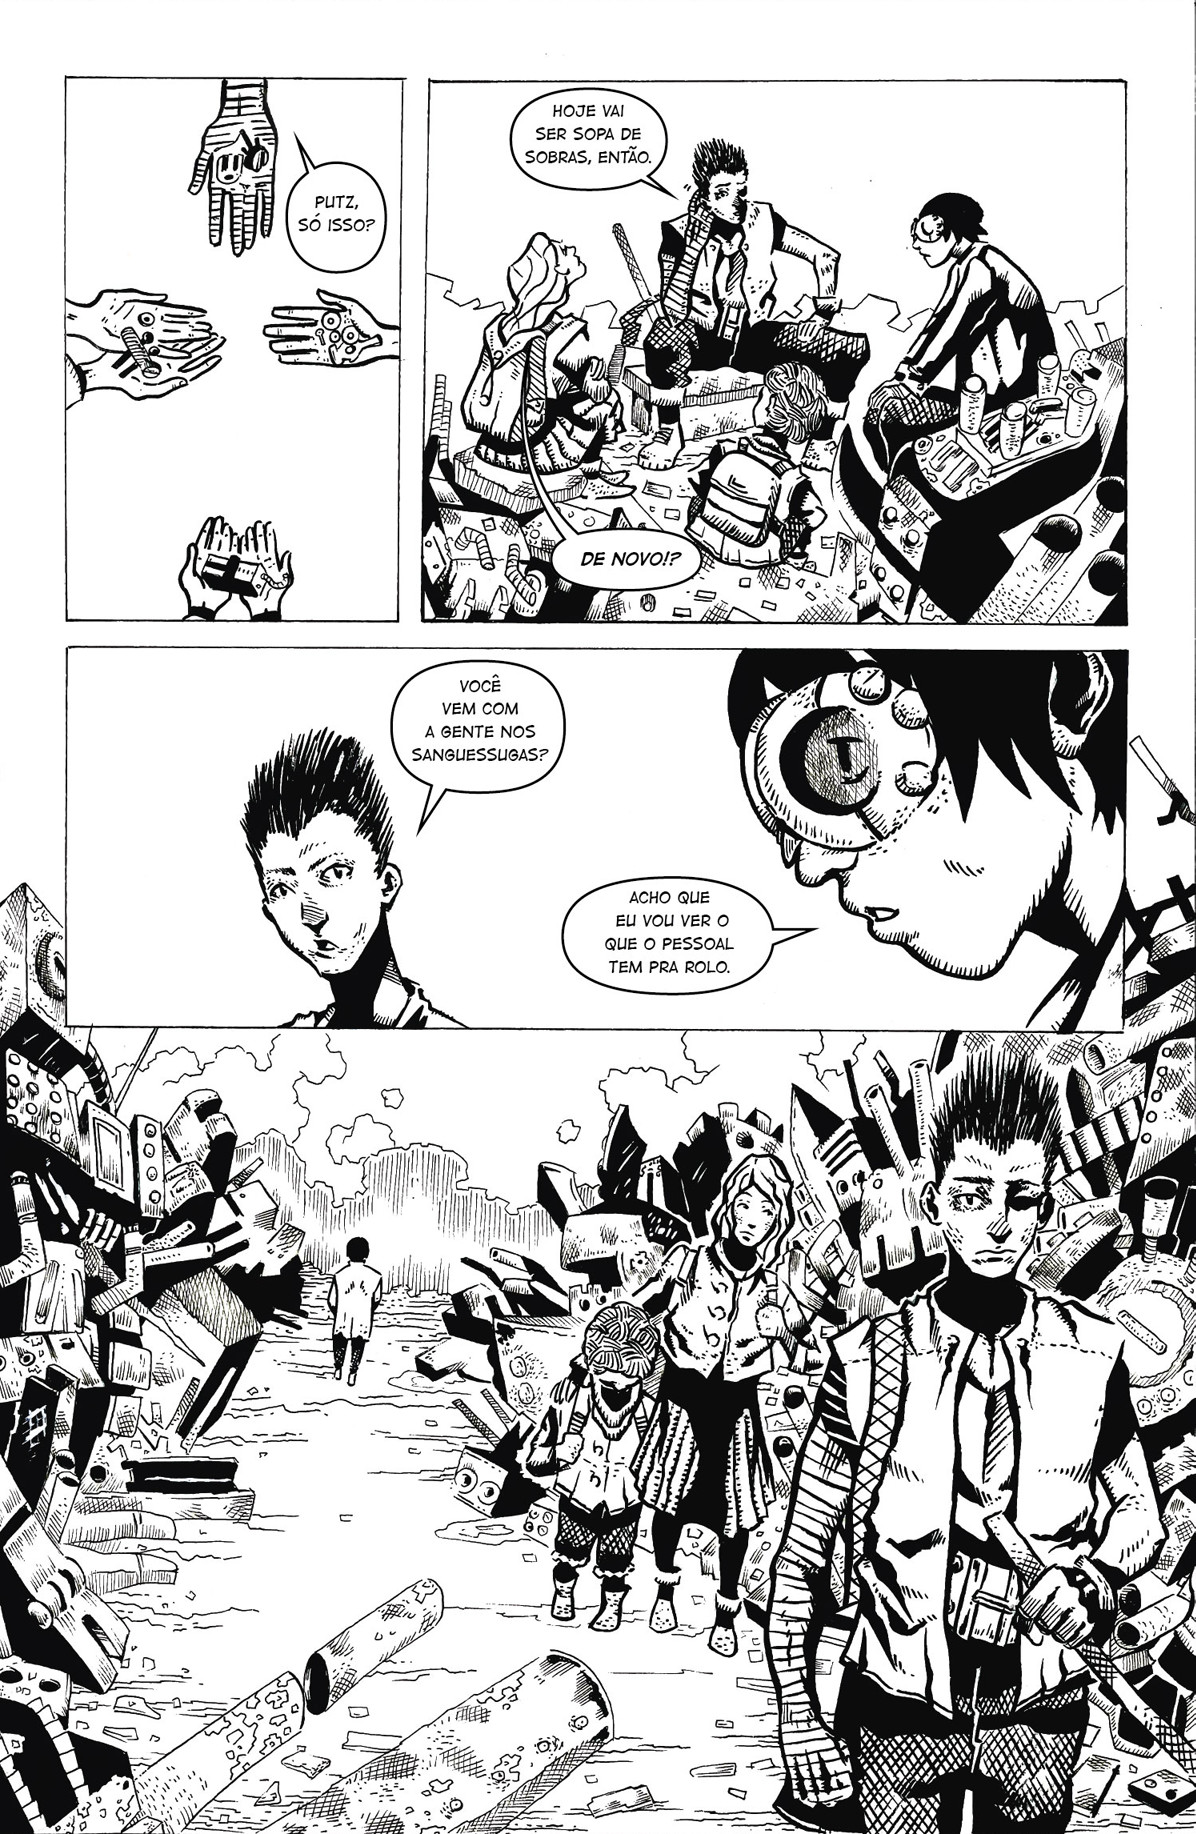 PUTZ,
SÓ ISSO?
HOJE VAI
SER SOPA DE
SOBRAS, ENTÃO.
DE NOVO!?
VOCÊ
VEM COM
A GENTE NOS
SANGUESSUGAS?
ACHO QUE
EU VOU VER O
QUE O PESSOAL
TEM PRA ROLO.